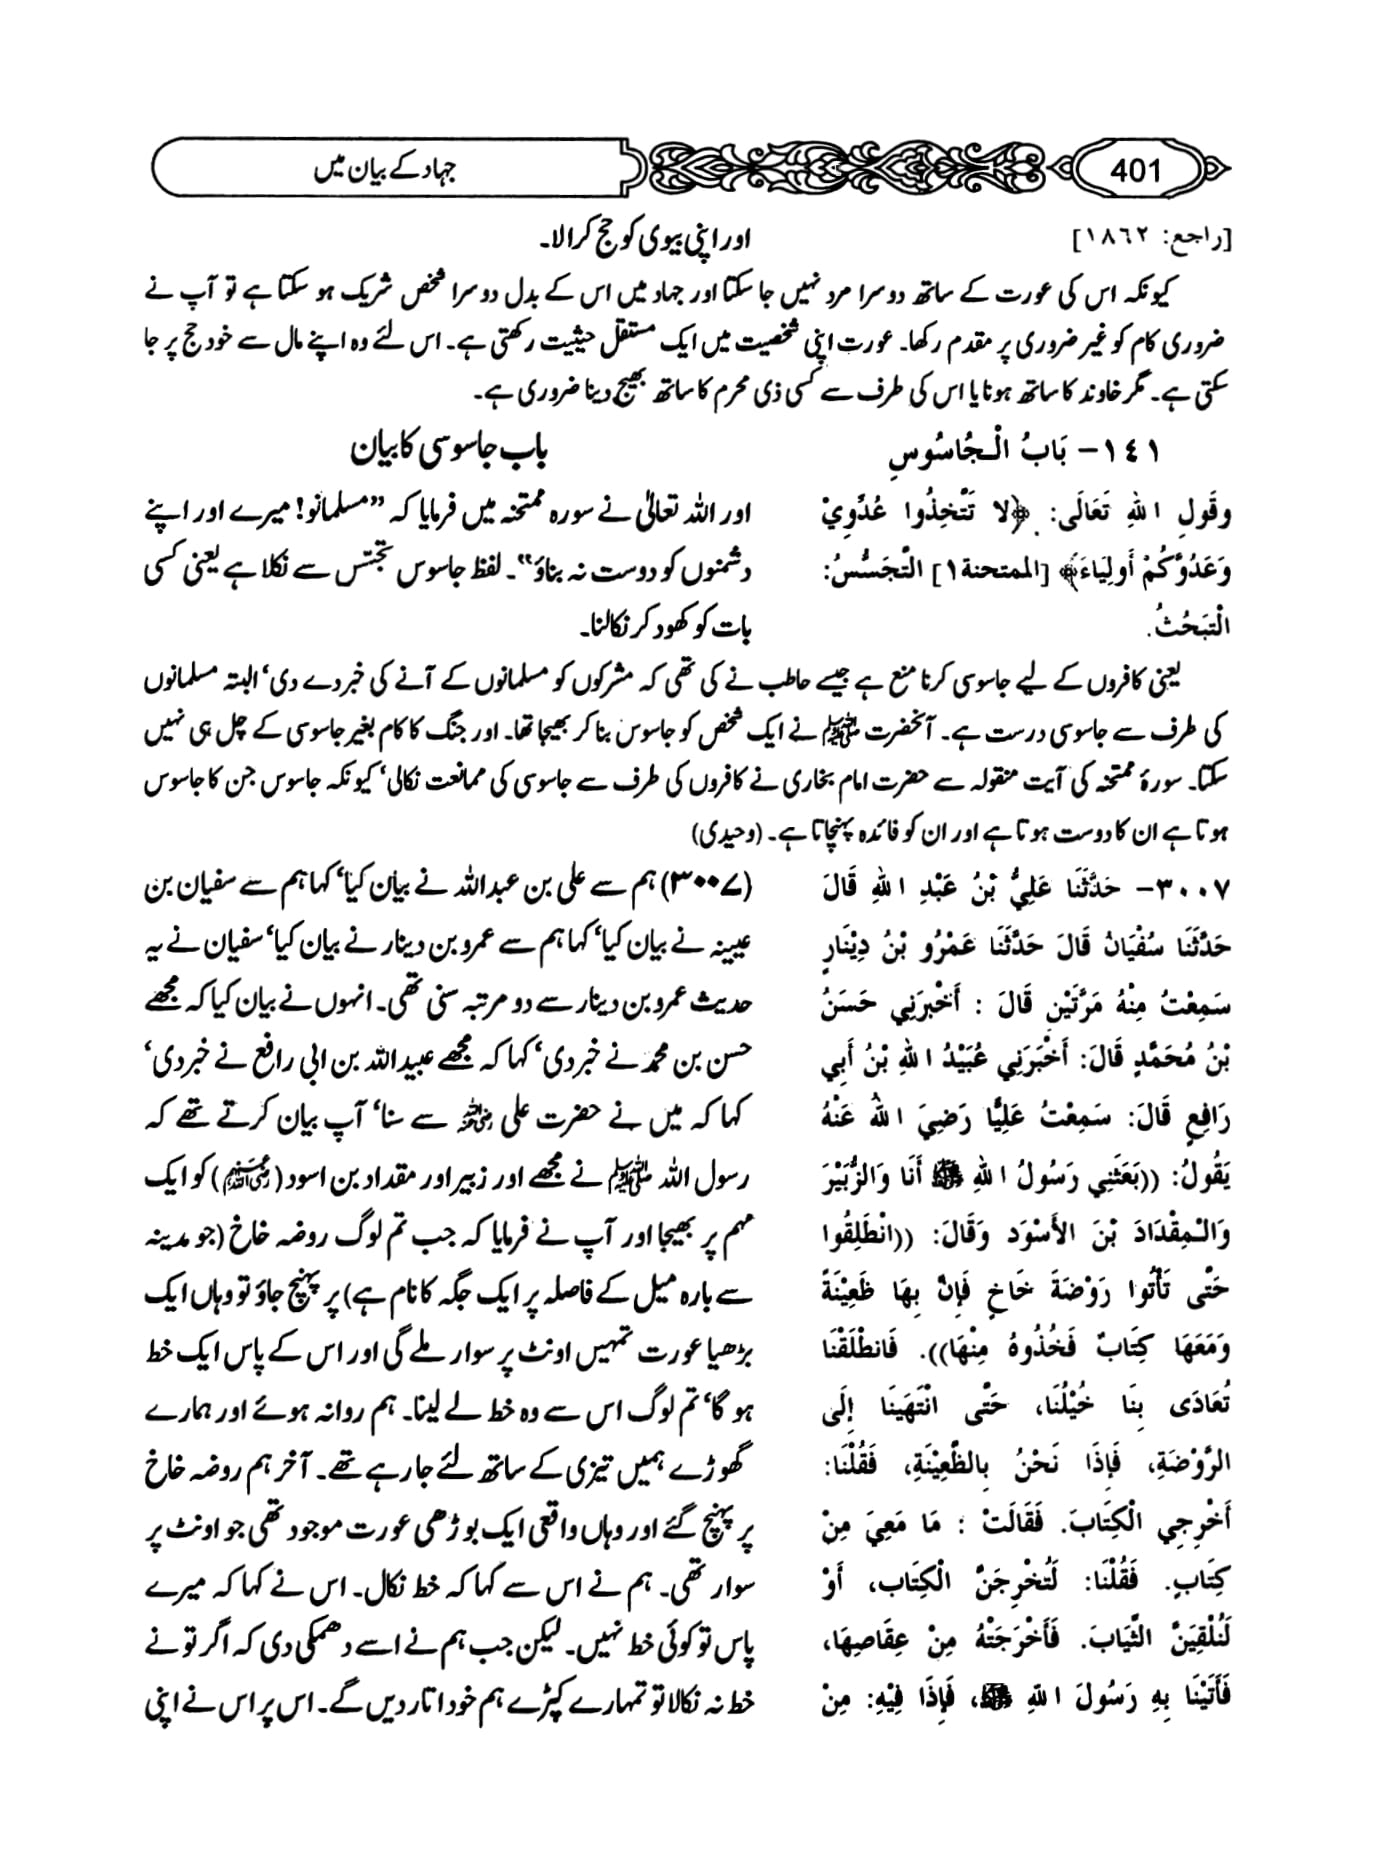 401
جہاد کے بیان میں
[راجع: ١٨٦٢]
اور اپنی بیوی کو حج کرا لا۔
کیونکہ اس کی عورت کے ساتھ دوسرا مرد نہیں جا سکتا اور جہاد میں اس کے بدل دوسرا شخص شریک ہو سکتا ہے تو آپ نے
ضروری کام کو غیر ضروری پر مقدم رکھا۔ عورت اپنی شخصیت میں ایک مستقل حیثیت رکھتی ہے۔ اس لئے وہ اپنے مال سے خود حج پر جا
سکتی ہے۔ مگر خاوند کا ساتھ ہونا یا اس کی طرف سے کسی ذی محرم کا ساتھ بھیج دینا ضروری ہے۔
١٤١- بَابُ الْجَاسُوسِ
وَقَولِ اللهِ تَعَالَى: ﴿لاَ تَتَّخِذُوا عَدُوِّيْ
وَعَدُوَّكُمْ أَولِيَاءَ﴾ [الممتحنة١] التَّجَسُّسُ:
الْتَبَحُّثُ.
باب جاسوسی کا بیان
اور اللہ تعالیٰ نے سورہ ممتحنہ میں فرمایا کہ ”مسلمانو! میرے اور اپنے
دشمنوں کو دوست نہ بناؤ“۔ لفظ جاسوس تجسّس سے نکلا ہے یعنی کسی
بات کو کھود کر نکالنا۔
یعنی کافروں کے لیے جاسوسی کرنا منع ہے جیسے حاطب نے کی تھی کہ مشرکوں کو مسلمانوں کے آنے کی خبر دے دی‘ البتہ مسلمانوں
کی طرف سے جاسوسی درست ہے۔ آنحضرت ﷺ نے ایک شخص کو جاسوس بنا کر بھیجا تھا۔ اور جنگ کا کام بغیر جاسوسی کے چل ہی نہیں
سکتا۔ سورۂ ممتحنہ کی آیت منقولہ سے حضرت امام بخاری نے کافروں کی طرف سے جاسوسی کی ممانعت نکالی‘ کیونکہ جاسوس جن کا جاسوس
ہوتا ہے ان کا دوست ہوتا ہے اور ان کو فائدہ پہنچاتا ہے۔ (وحیدی)
٣٠٠٧- حَدَّثَنَا عَلِيُّ بْنُ عَبْدِ اللهِ قَالَ
حَدَّثَنَا سُفْيَانُ قَالَ حَدَّثَنَا عَمْرُو بْنُ دِيْنَارٍ
سَمِعْتُ مِنْهُ مَرَّتَيْنِ قَالَ : أَخْبَرَنِي حَسَنُ
بْنُ مُحَمَّدٍ قَالَ: أَخْبَرَنِي عُبَيْدُ اللهِ بْنُ أَبِي
رَافِعٍ قَالَ: سَمِعْتُ عَلِيًّا رَضِيَ اللهُ عَنْهُ
يَقُولُ: ((بَعَثَنِي رَسُولُ اللهِ ﷺ أَنَا وَالزُّبَيْرَ
وَالْمِقْدَادَ بْنَ الأَسْوَد وَقَالَ: ((انْطَلِقُوا
حَتَّى تَأْتُوا رَوْضَةَ خَاخٍ فَإِنَّ بِهَا ظَعِيْنَةً
وَمَعَهَا كِتَابٌ فَخُذُوهُ مِنْهَا)). فَانطَلَقْنَا
تَعَادَى بِنَا خَيْلُنَا، حَتَّى انْتَهَينَا إِلَى
الرَّوْضَةِ، فَإِذَا نَحْنُ بِالظَّعِيْنَةِ، فَقُلْنَا:
أَخْرِجِي الْكِتَابَ. فَقَالَتْ : مَا مَعِيَ مِنْ
كِتَابٍ. فَقُلْنَا: لَتُخْرِجَنَّ الْكِتَاب، أَوْ
لَنُلْقِيَنَّ الثِّيَابَ. فَأَخْرَجَتْهُ مِنْ عِقَاصِهَا،
فَأَتَيْنَا بِهِ رَسُولَ اللهِ ﷺ، فَإِذَا فِيْهِ: مِنْ
(۳۰۰۷) ہم سے علی بن عبداللہ نے بیان کیا‘ کہا ہم سے سفیان بن
عیینہ نے بیان کیا‘ کہا ہم سے عمرو بن دینار نے بیان کیا‘ سفیان نے یہ
حدیث عمرو بن دینار سے دو مرتبہ سنی تھی۔ انہوں نے بیان کیا کہ مجھے
حسن بن محمد نے خبر دی‘ کہا کہ مجھے عبیداللہ بن ابی رافع نے خبر دی‘
کہا کہ میں نے حضرت علی رضی اللہ عنہ سے سنا‘ آپ بیان کرتے تھے کہ
رسول اللہ ﷺ نے مجھے اور زبیر اور مقداد بن اسود (رضی اللہ عنہم) کو ایک
مہم پر بھیجا اور آپ نے فرمایا کہ جب تم لوگ روضہ خاخ (جو مدینہ
سے بارہ میل کے فاصلہ پر ایک جگہ کا نام ہے) پر پہنچ جاؤ تو وہاں ایک
بڑھیا عورت تمہیں اونٹ پر سوار ملے گی اور اس کے پاس ایک خط
ہو گا‘ تم لوگ اس سے وہ خط لے لینا۔ ہم روانہ ہوئے اور ہمارے
گھوڑے ہمیں تیزی کے ساتھ لئے جا رہے تھے۔ آخر ہم روضہ خاخ
پر پہنچ گئے اور وہاں واقعی ایک بوڑھی عورت موجود تھی جو اونٹ پر
سوار تھی۔ ہم نے اس سے کہا کہ خط نکال۔ اس نے کہا کہ میرے
پاس تو کوئی خط نہیں۔ لیکن جب ہم نے اسے دھمکی دی کہ اگر تو نے
خط نہ نکالا تو تمہارے کپڑے ہم خود اتار دیں گے۔ اس پر اس نے اپنی